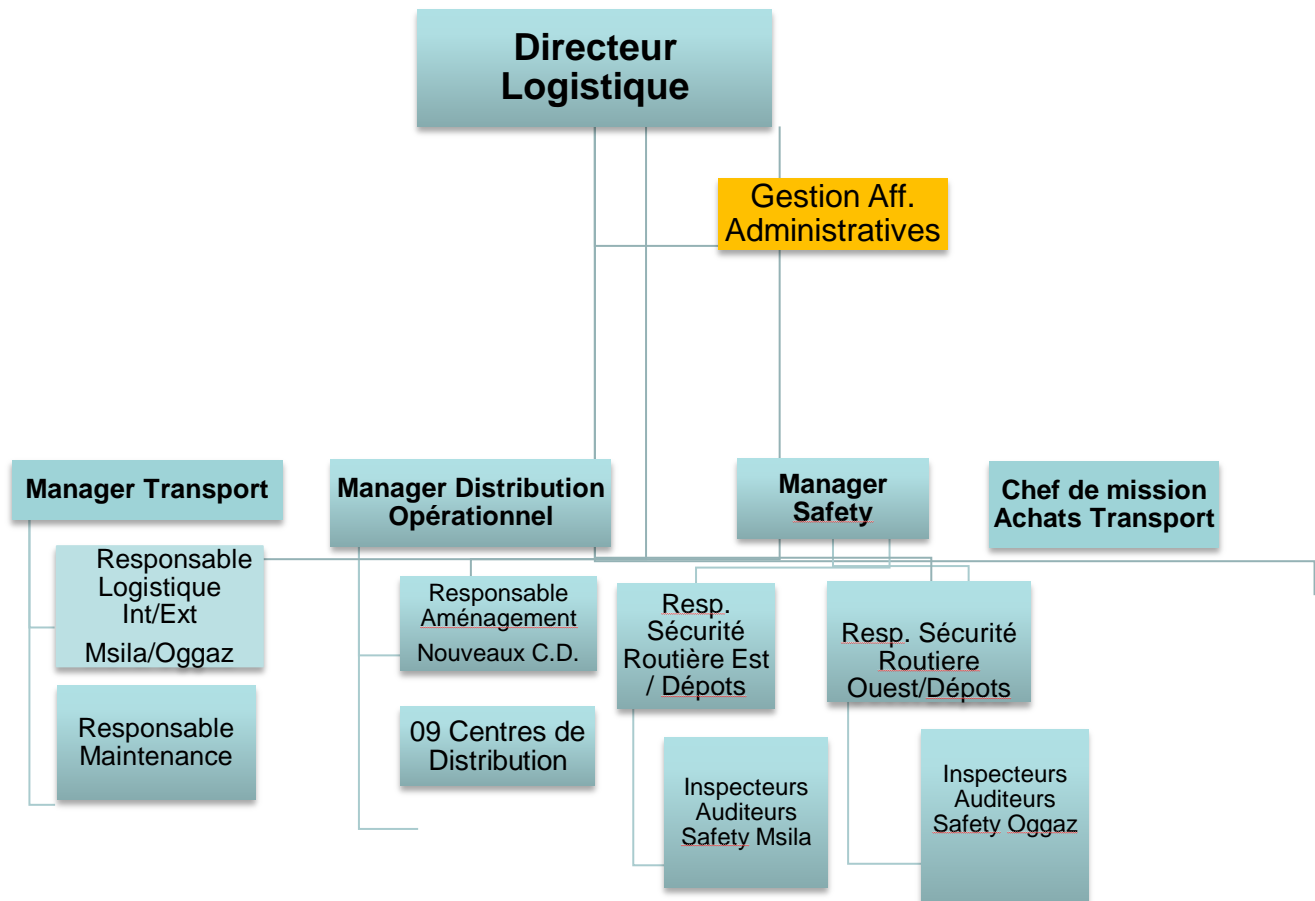 Directeur
Logistique
Gestion Aff.
Administratives
Manager Transport
Manager Distribution
Opérationnel
Manager
Safety
Chef de mission
Achats Transport
Responsable
Logistique
Int/Ext
Msila/Oggaz
Responsable
Aménagement
Nouveaux C.D.
Resp.
Sécurité
Routière Est
/ Dépots
Resp. Sécurité
Routiere
Ouest/Dépots
Responsable
Maintenance
09 Centres de
Distribution
Inspecteurs
Auditeurs
Safety Msila
Inspecteurs
Auditeurs
Safety Oggaz